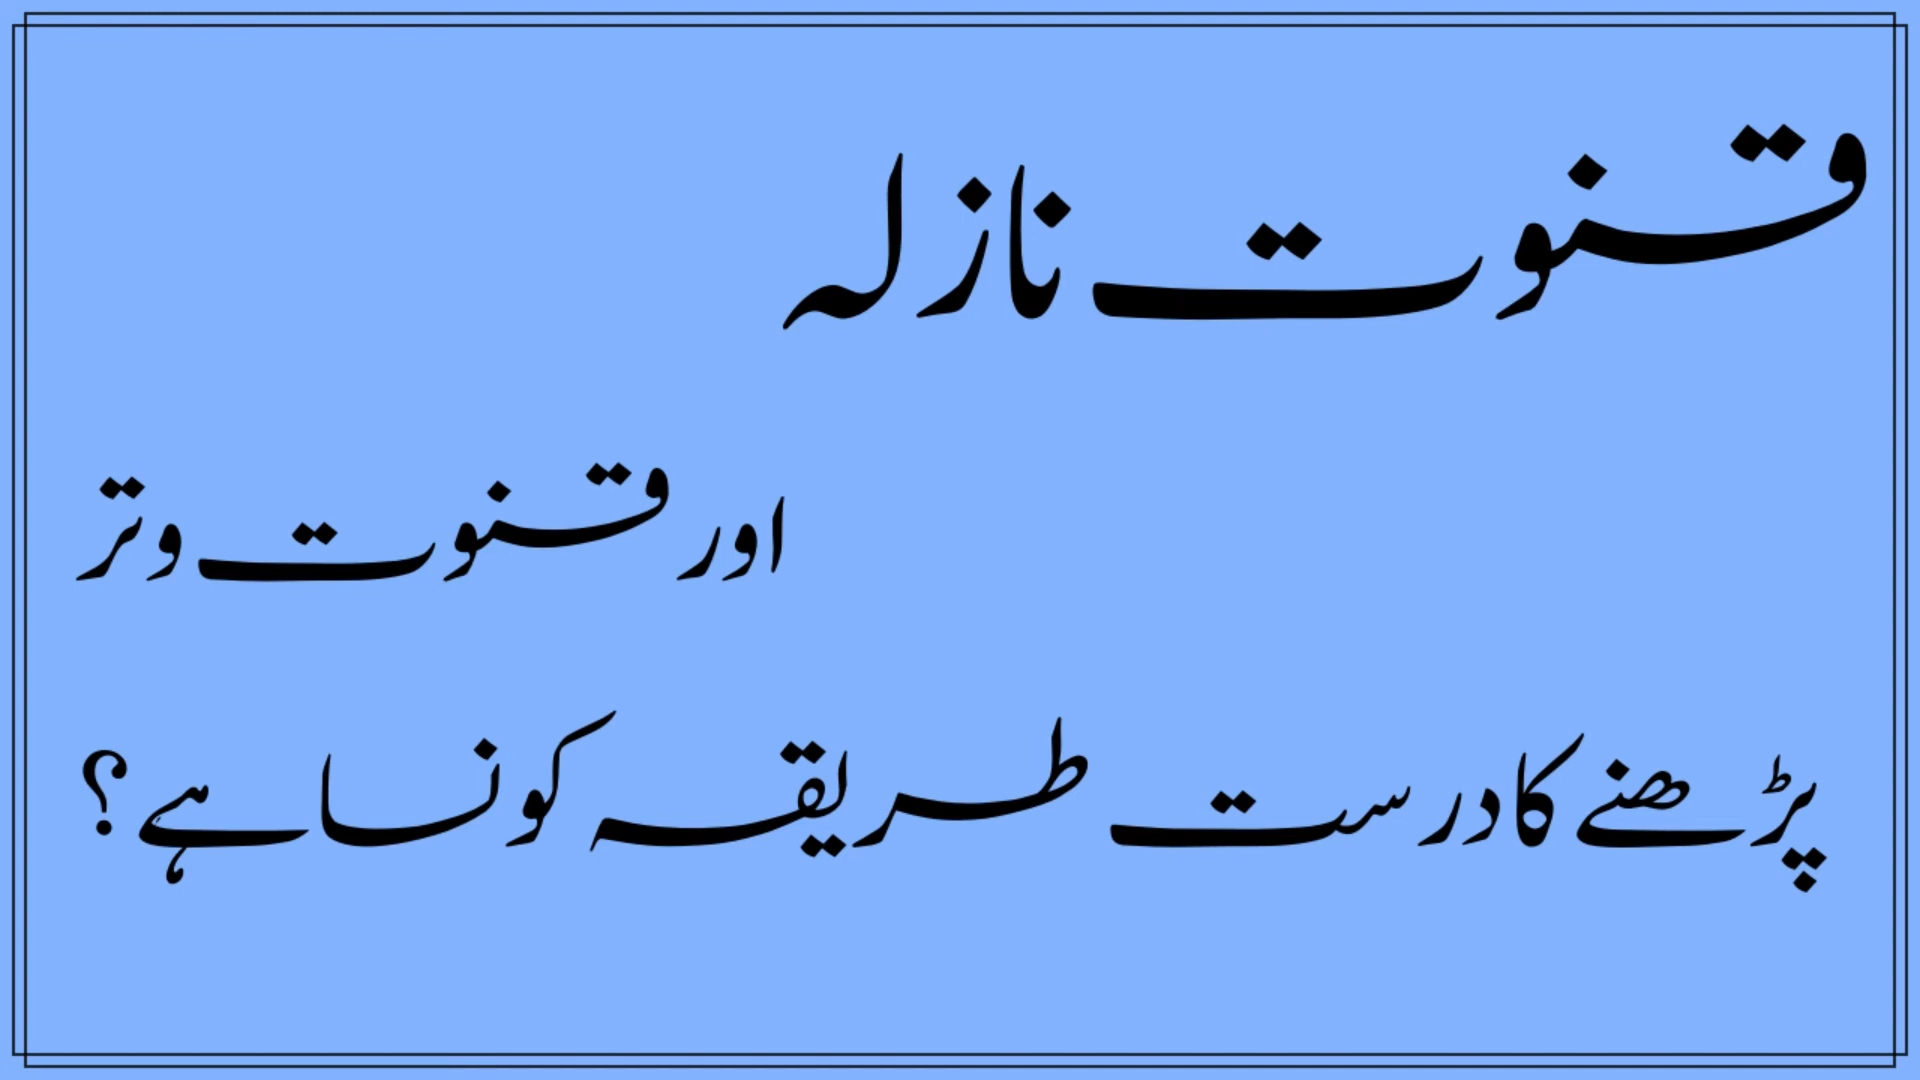 قنوت نازلہ
اور قنوت وتر
پڑھنے کا درست طریقہ کونسا ہے؟